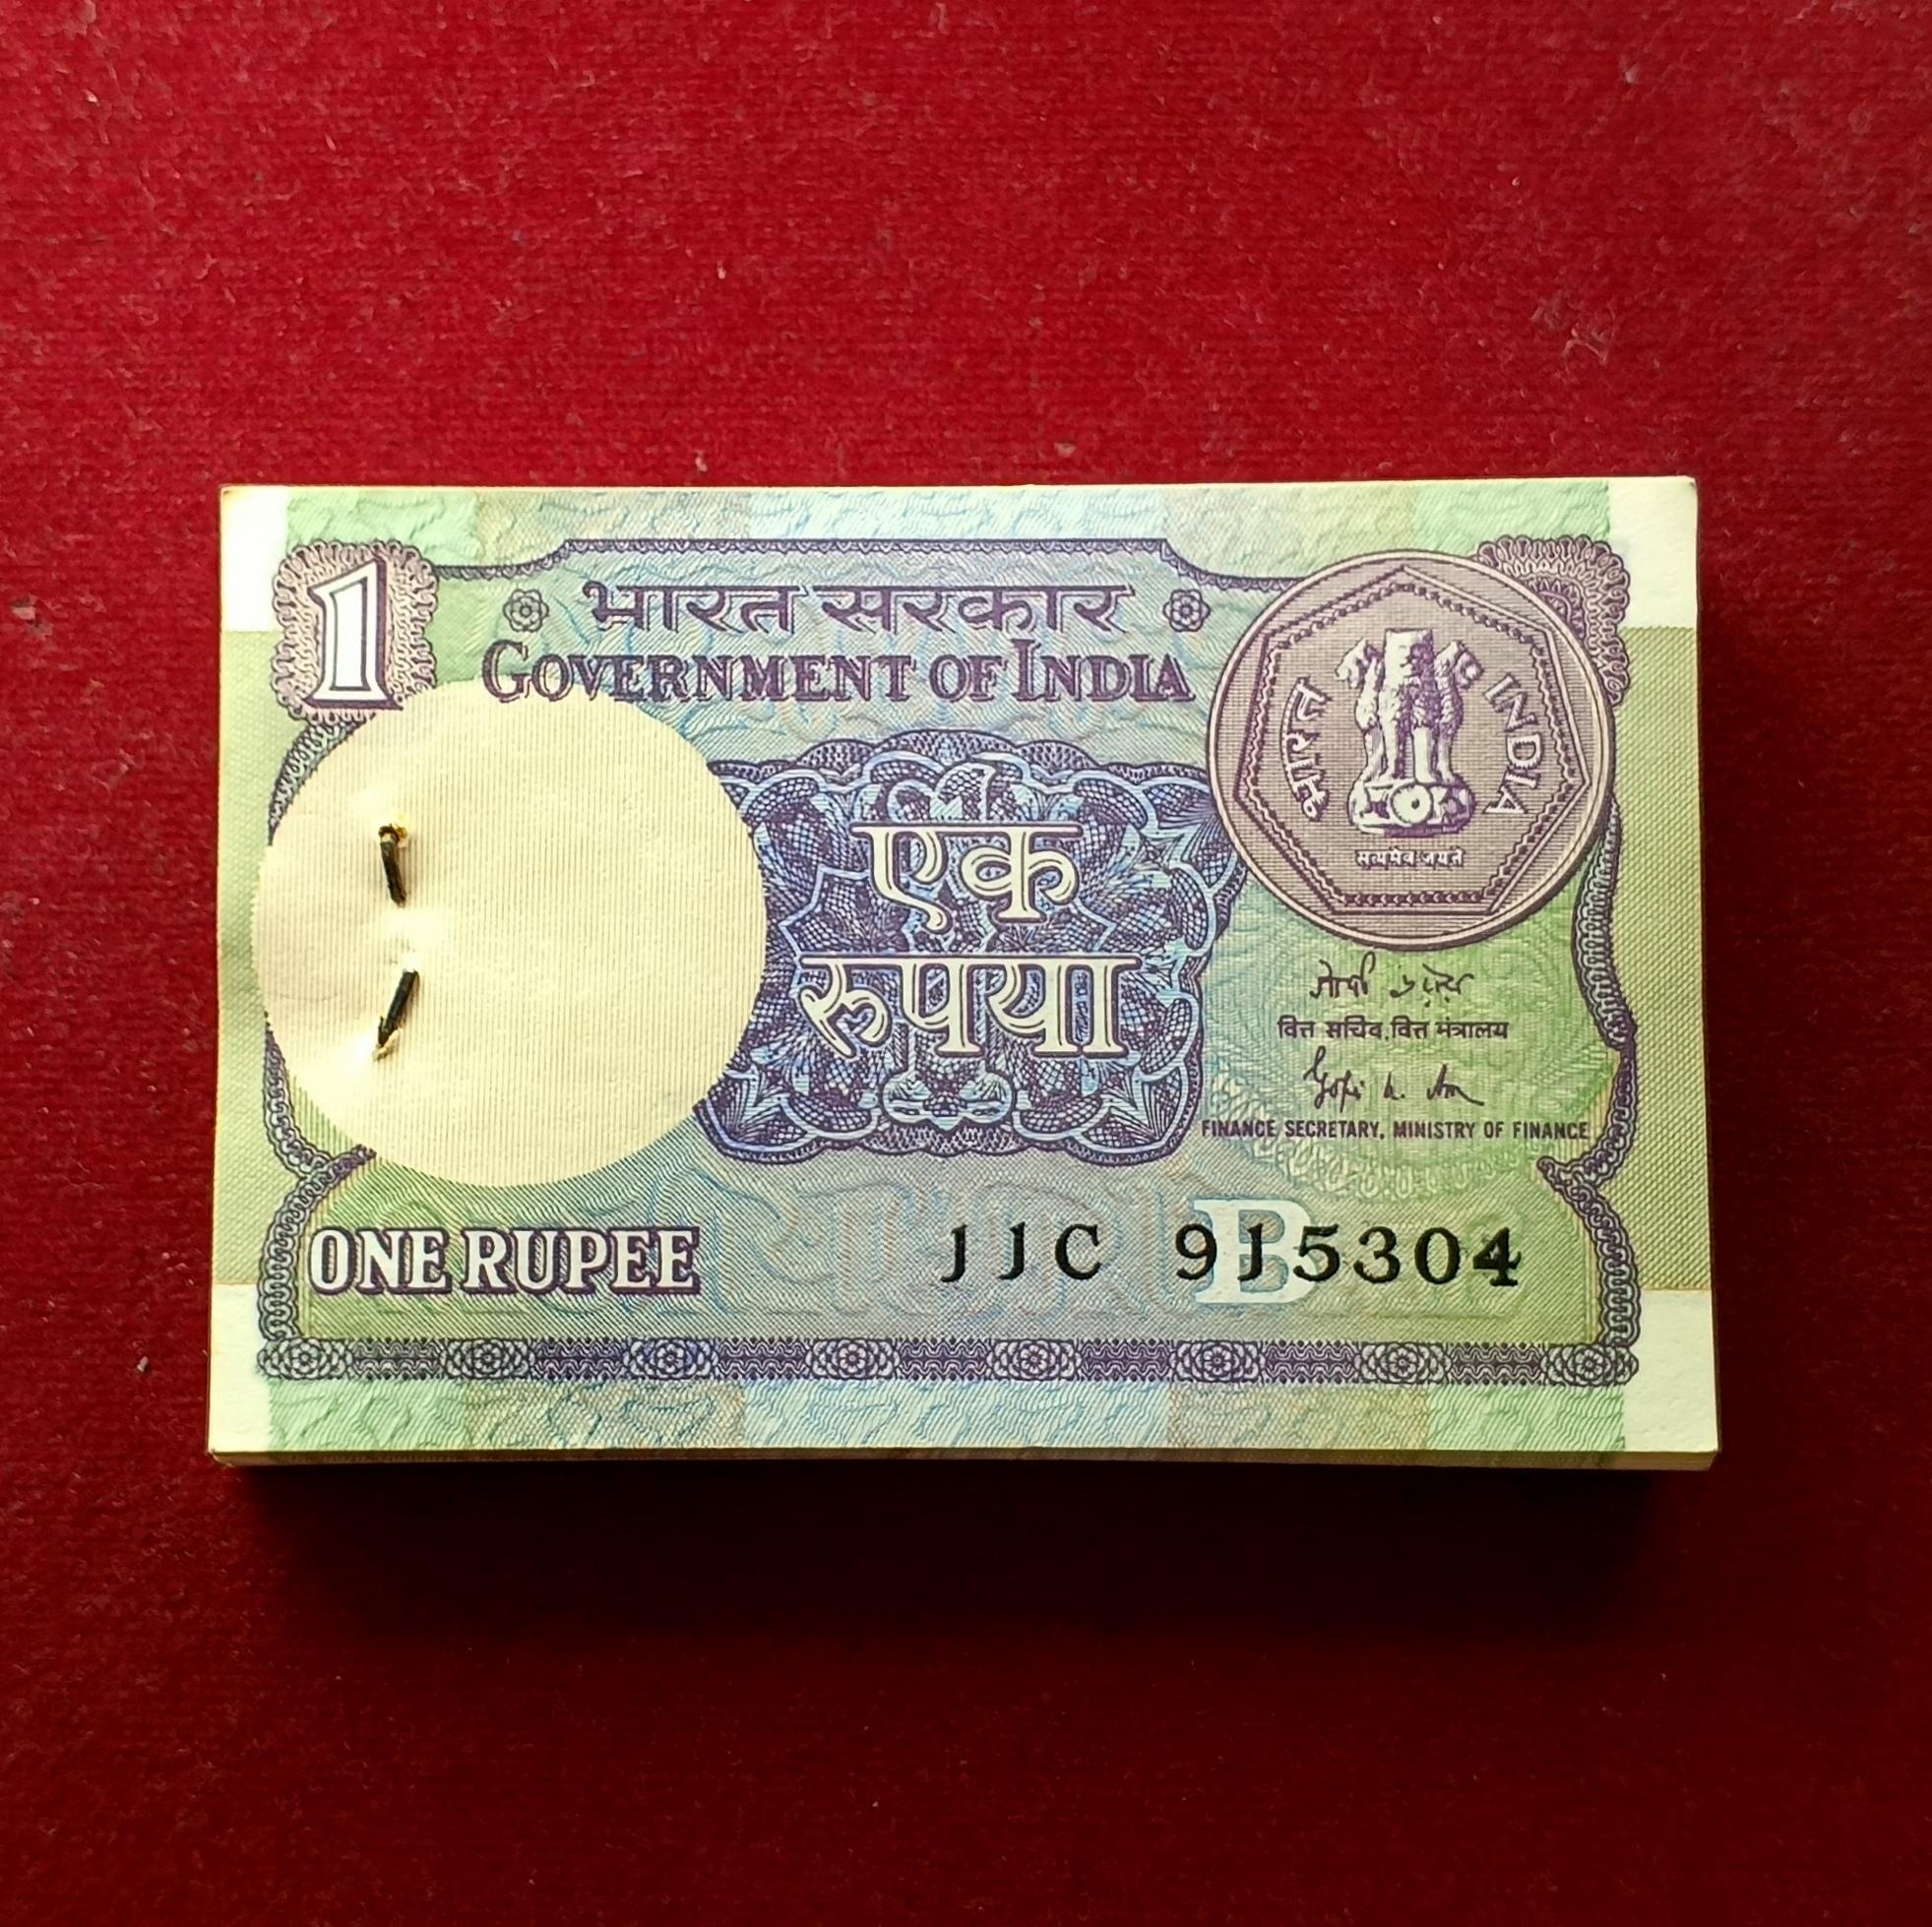 1
भारत सरकार
GOVERNMENT OF INDIA
भारत INDIA
सत्यमेव जयते
एक
रुपया
वित्त सचिव, वित्त मंत्रालय
FINANCE SECRETARY, MINISTRY OF FINANCE
ONE RUPEE
B
11C 915304